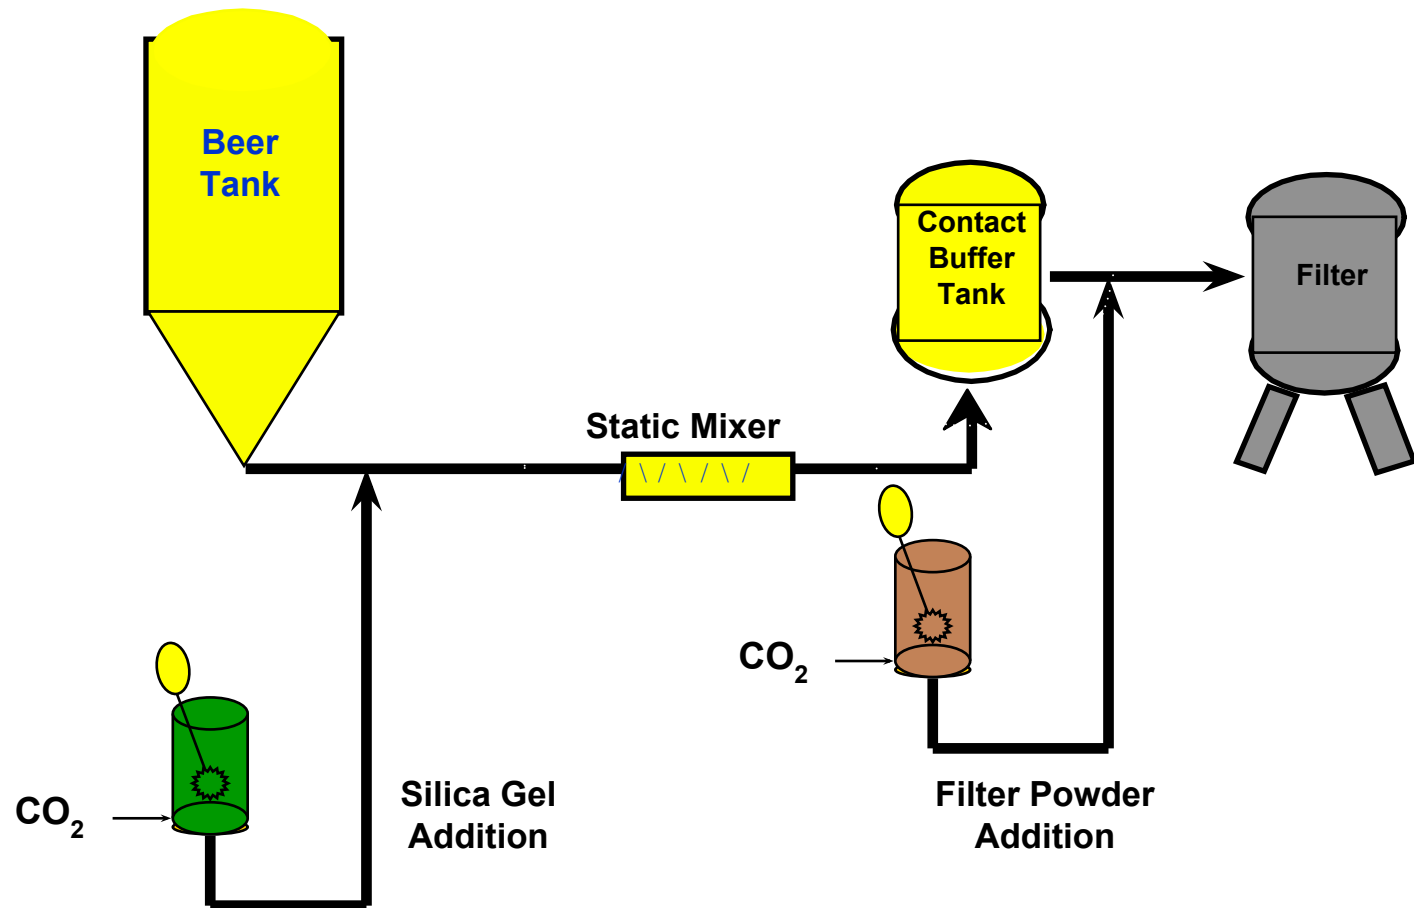 Beer
Tank
Contact
Buffer
Tank
Filter
Static Mixer
CO2
Silica Gel
Addition
CO2
Filter Powder
Addition